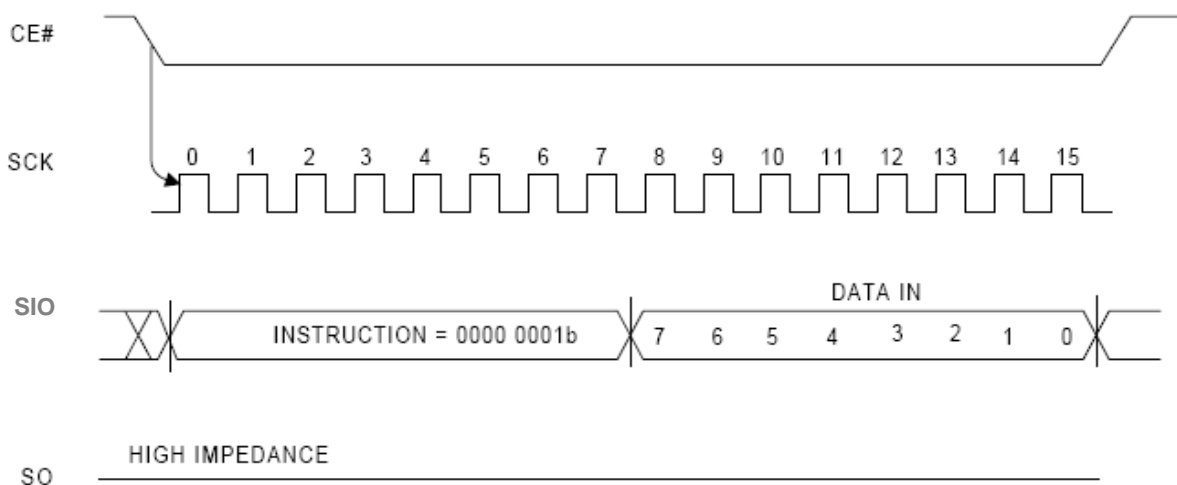 CE#
SCK
0 1 2 3 4 5 6 7 8 9 10 11 12 13 14 15
DATA IN
SIO
INSTRUCTION = 0000 0001b 7 6 5 4 3 2 1 0
HIGH IMPEDANCE
SO